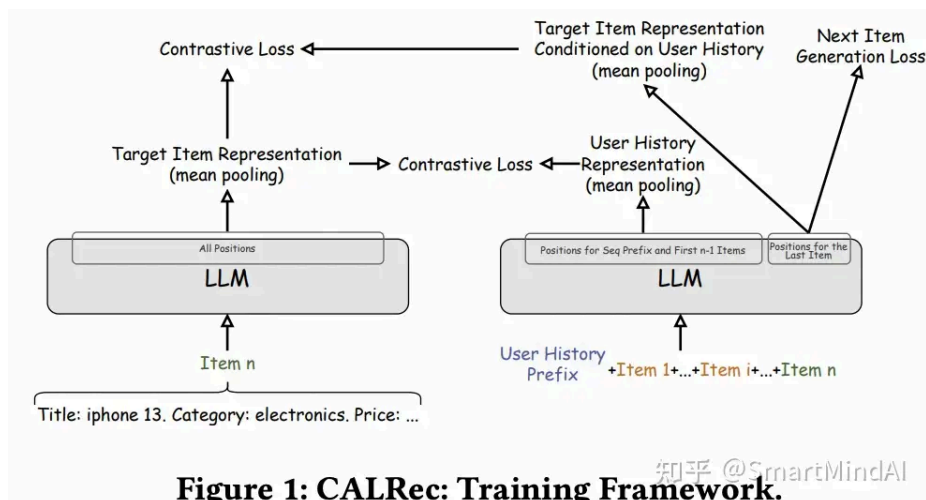 Contrastive Loss
Target Item Representation
Conditioned on User History
(mean pooling)
Next Item
Generation Loss
Target Item Representation
(mean pooling)
Contrastive Loss
User History
Representation
(mean pooling)
All Positions
LLM
Positions for Seq Prefix and First n-1 Items
Positions for the
Last Item
LLM
Item n
Title: iphone 13. Category: electronics. Price: ...
User History
Prefix
+Item 1+...+Item i+...+Item n
知乎 @SmartMindAI
Figure 1: CALRec: Training Framework.